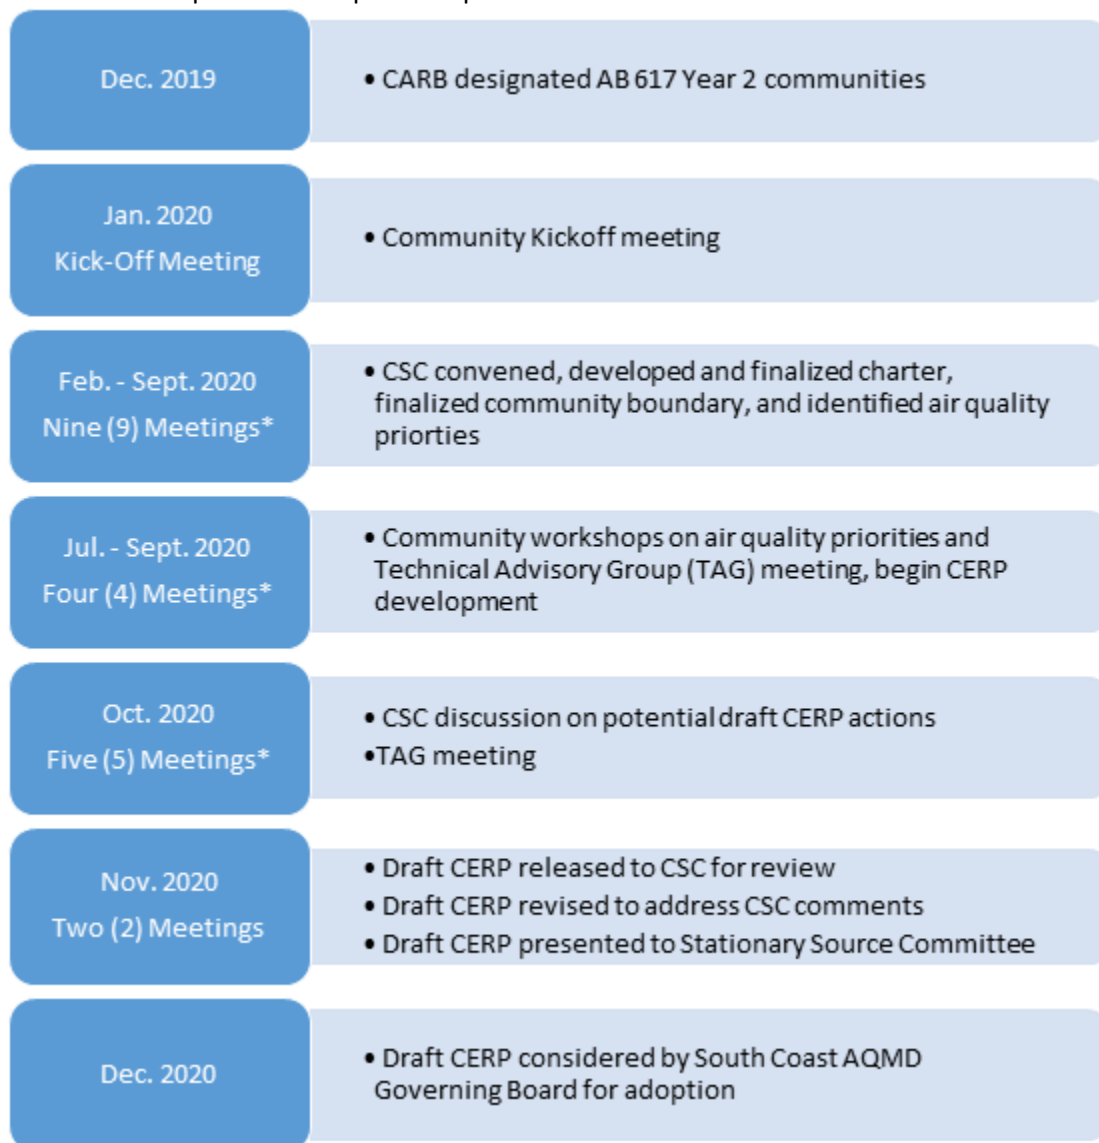 Dec. 2019
• CARB designated AB 617 Year 2 communities
Jan. 2020
Kick-Off Meeting
• Community Kickoff meeting
Feb. - Sept. 2020
Nine (9) Meetings*
• CSC convened, developed and finalized charter,
finalized community boundary, and identified air quality
priorties
Jul. - Sept. 2020
Four (4) Meetings*
• Community workshops on air quality priorities and
Technical Advisory Group (TAG) meeting, begin CERP
development
Oct. 2020
Five (5) Meetings*
• CSC discussion on potential draft CERP actions
•TAG meeting
Nov. 2020
Two (2) Meetings
• Draft CERP released to CSC for review
• Draft CERP revised to address CSC comments
• Draft CERP presented to Stationary Source Committee
Dec. 2020
• Draft CERP considered by South Coast AQMD
Governing Board for adoption